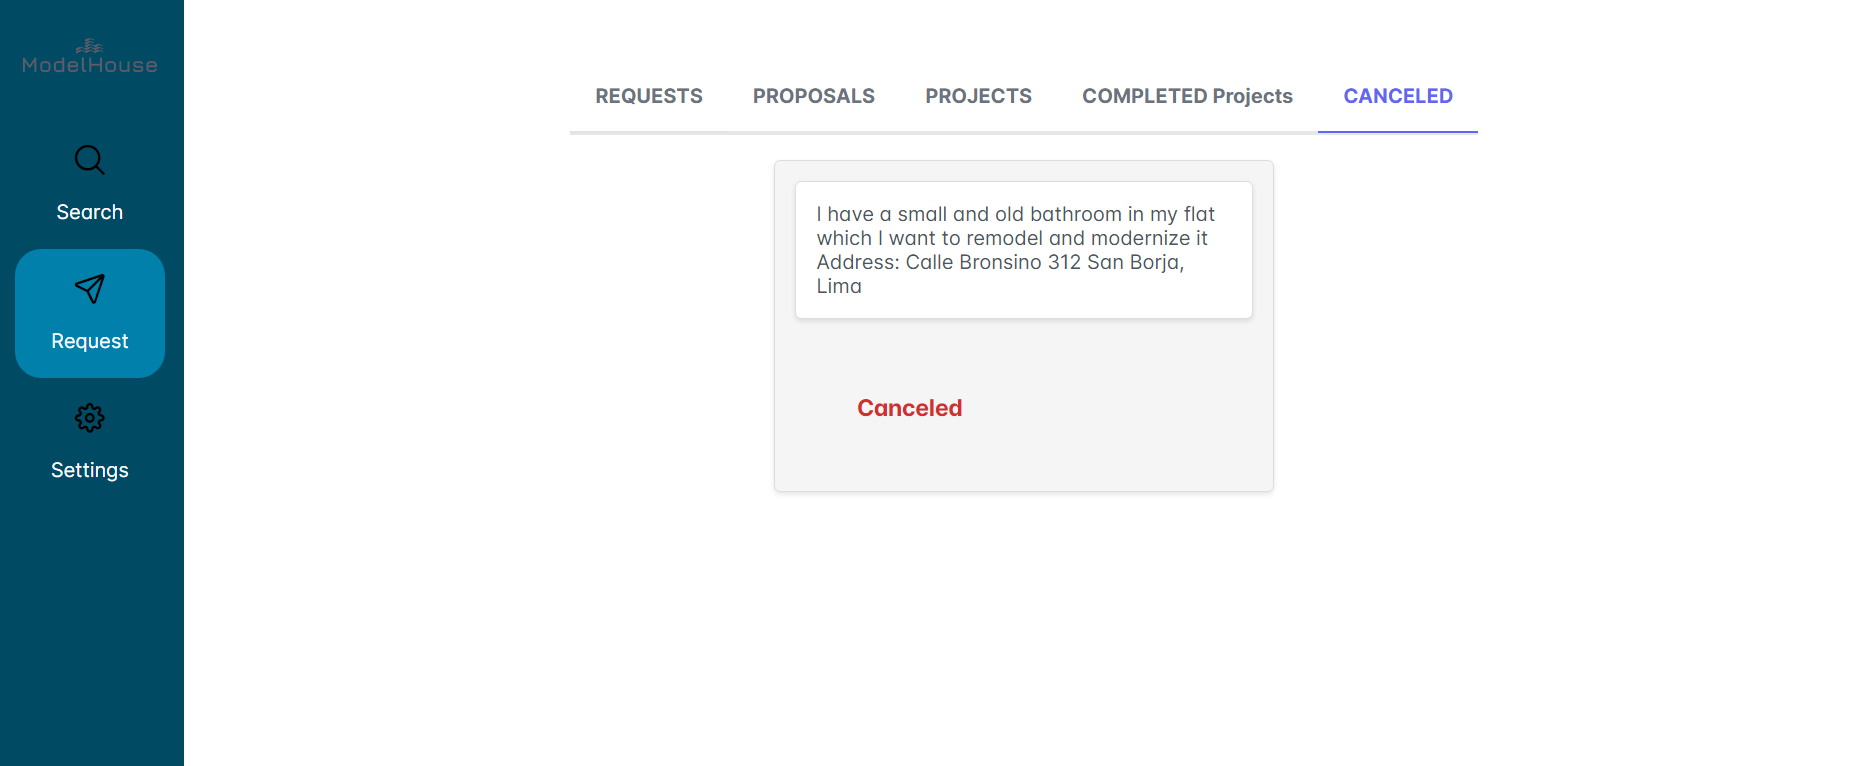 ModelHouse
Search
Request
Settings
REQUESTS PROPOSALS PROJECTS COMPLETED Projects CANCELED
I have a small and old bathroom in my flat
which I want to remodel and modernize it
Address: Calle Bronsino 312 San Borja,
Lima
Canceled